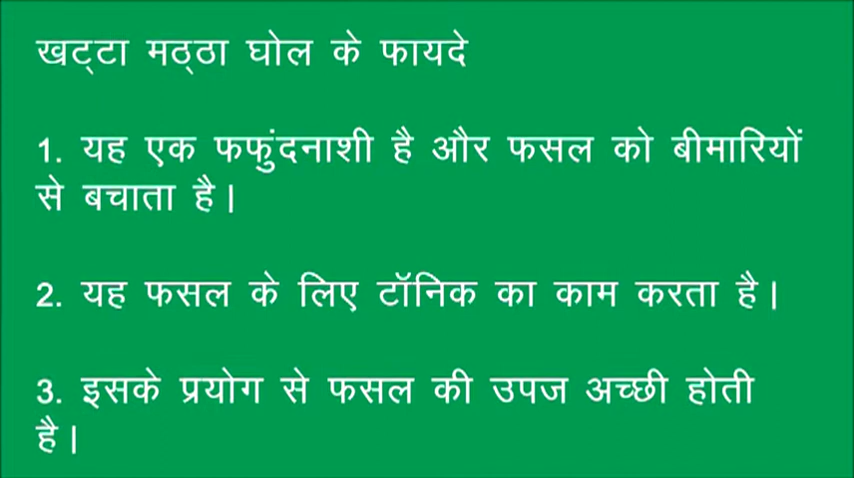 खट्टा मठ्ठा घोल के फायदे
1. यह एक फफुंदनाशी है और फसल को बीमारियों
से बचाता है।
2. यह फसल के लिए टॉनिक का काम करता है।
3. इसके प्रयोग से फसल की उपज अच्छी होती
है।